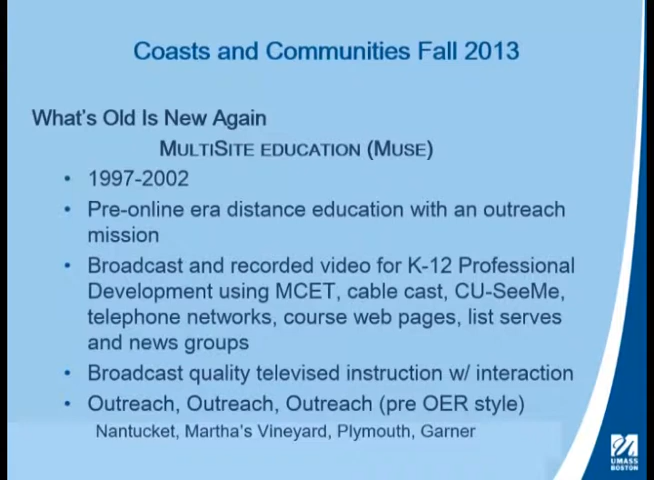 Coasts and Communities Fall 2013
What's Old Is New Again
MULTISITE EDUCATION (MUSE)
• 1997-2002
• Pre-online era distance education with an outreach
mission
• Broadcast and recorded video for K-12 Professional
Development using MCET, cable cast, CU-SeeMe,
telephone networks, course web pages, list serves
and news groups
• Broadcast quality televised instruction w/ interaction
• Outreach, Outreach, Outreach (pre OER style)
Nantucket, Martha's Vineyard, Plymouth, Garner
UMASS
BOSTON